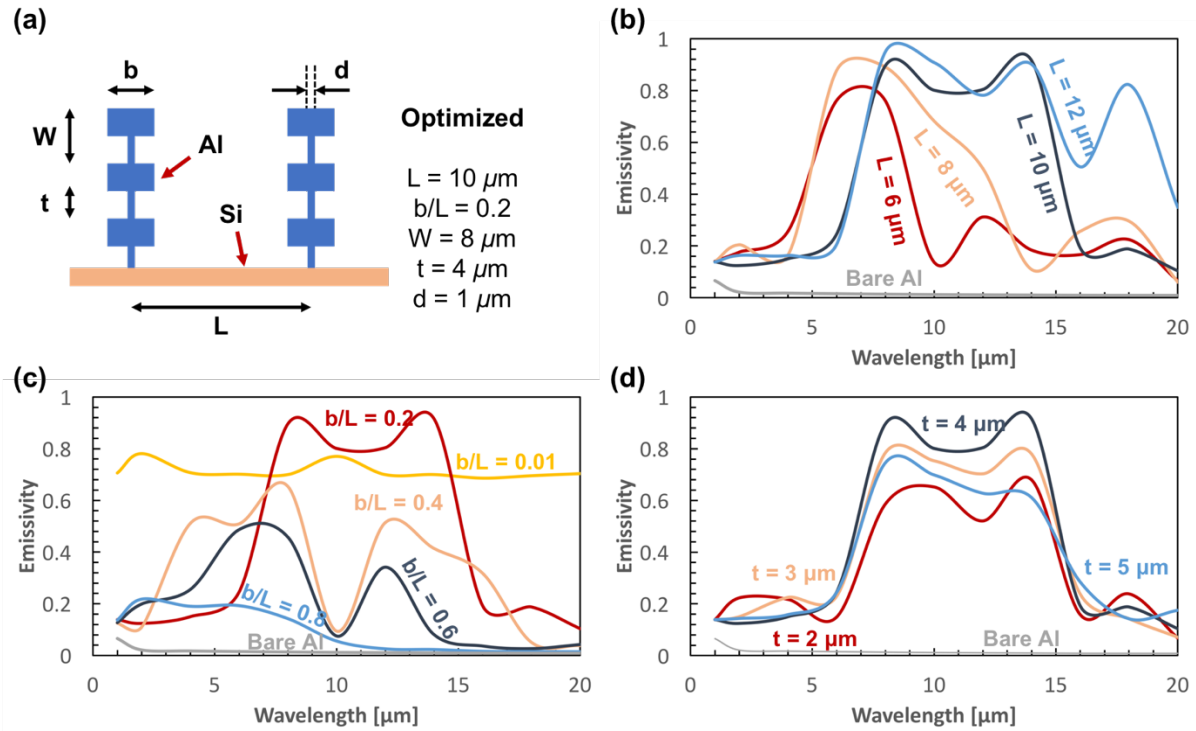 (a)
b
d
W
Al
t
Si
L
Optimized
L = 10 µm
b/L = 0.2
W = 8 µm
t = 4 µm
d = 1 µm
(b)
1
0.8
0.6
0.4
0.2
0
Emissivity
L = 6 µm
L = 8 µm
L = 10 µm
L = 12 µm
Bare Al
0 5 10 15 20
Wavelength [µm]
(c)
1
0.8
0.6
0.4
0.2
0
Emissivity
b/L = 0.2
b/L = 0.01
b/L = 0.4
b/L = 0.6
b/L = 0.8
Bare Al
0 5 10 15 20
Wavelength [µm]
(d)
1
0.8
0.6
0.4
0.2
0
Emissivity
t = 4 µm
t = 3 µm
t = 5 µm
t = 2 µm
Bare Al
0 5 10 15 20
Wavelength [µm]